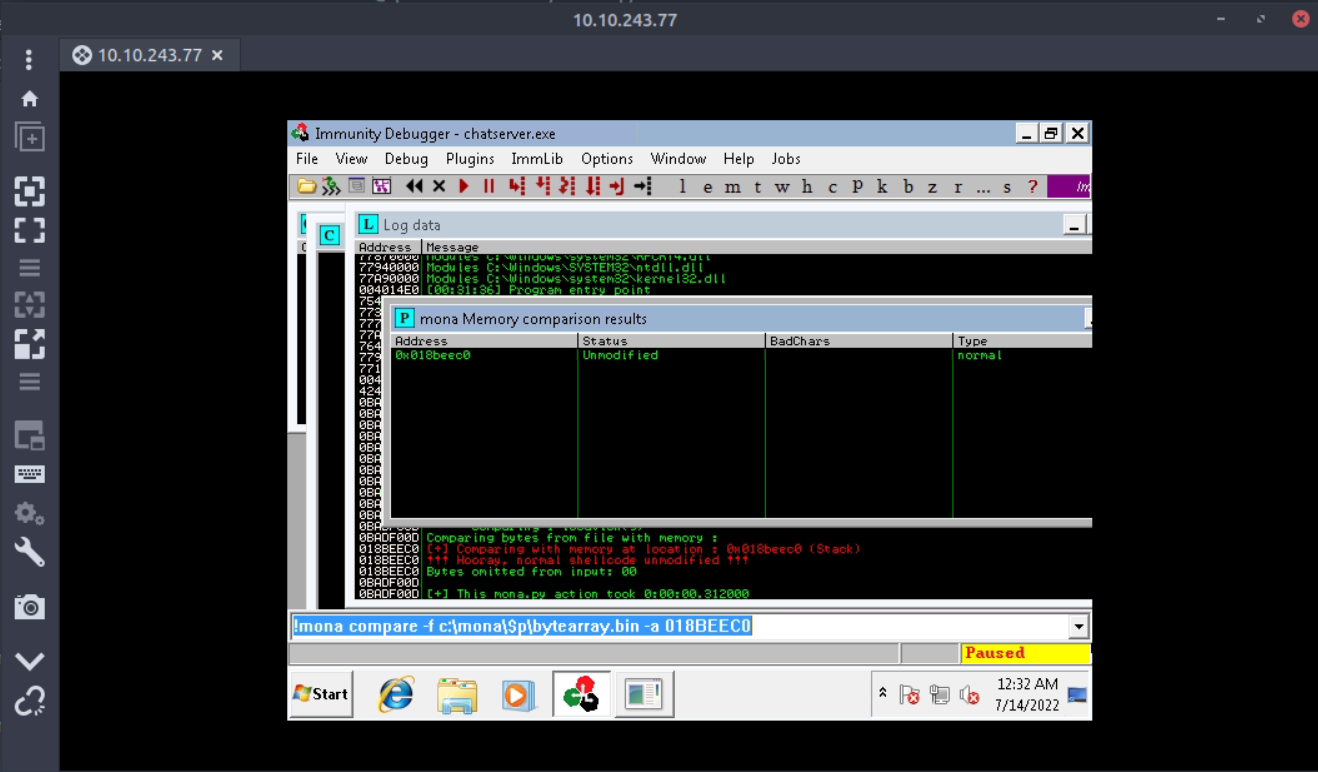 10.10.243.77
10.10.243.77
Immunity Debugger - chatserver.exe
File View Debug Plugins ImmLib Options Window Help Jobs
l e m t w h c P k b z r ... s ?
L Log data
C
Address Message
77940000 Modules C:\Windows\SYSTEM32\ntdll.dll
77A90000 Modules C:\Windows\system32\kernel32.dll
004014E0 [00:31:36] Program entry point
P mona Memory comparison results
Address Status BadChars Type
0x018beec0 Unmodified normal
0BADF00D Comparing bytes from file with memory :
018BEEC0 [+] Comparing with memory at location : 0x018beec0 (Stack)
018BEEC0 !!! Hooray, normal shellcode unmodified !!!
018BEEC0 Bytes omitted from input: 00
0BADF00D
0BADF00D [+] This mona.py action took 0:00:00.312000
!mona compare -f c:\mona\$p\bytearray.bin -a 018BEEC0
Paused
Start
12:32 AM
7/14/2022